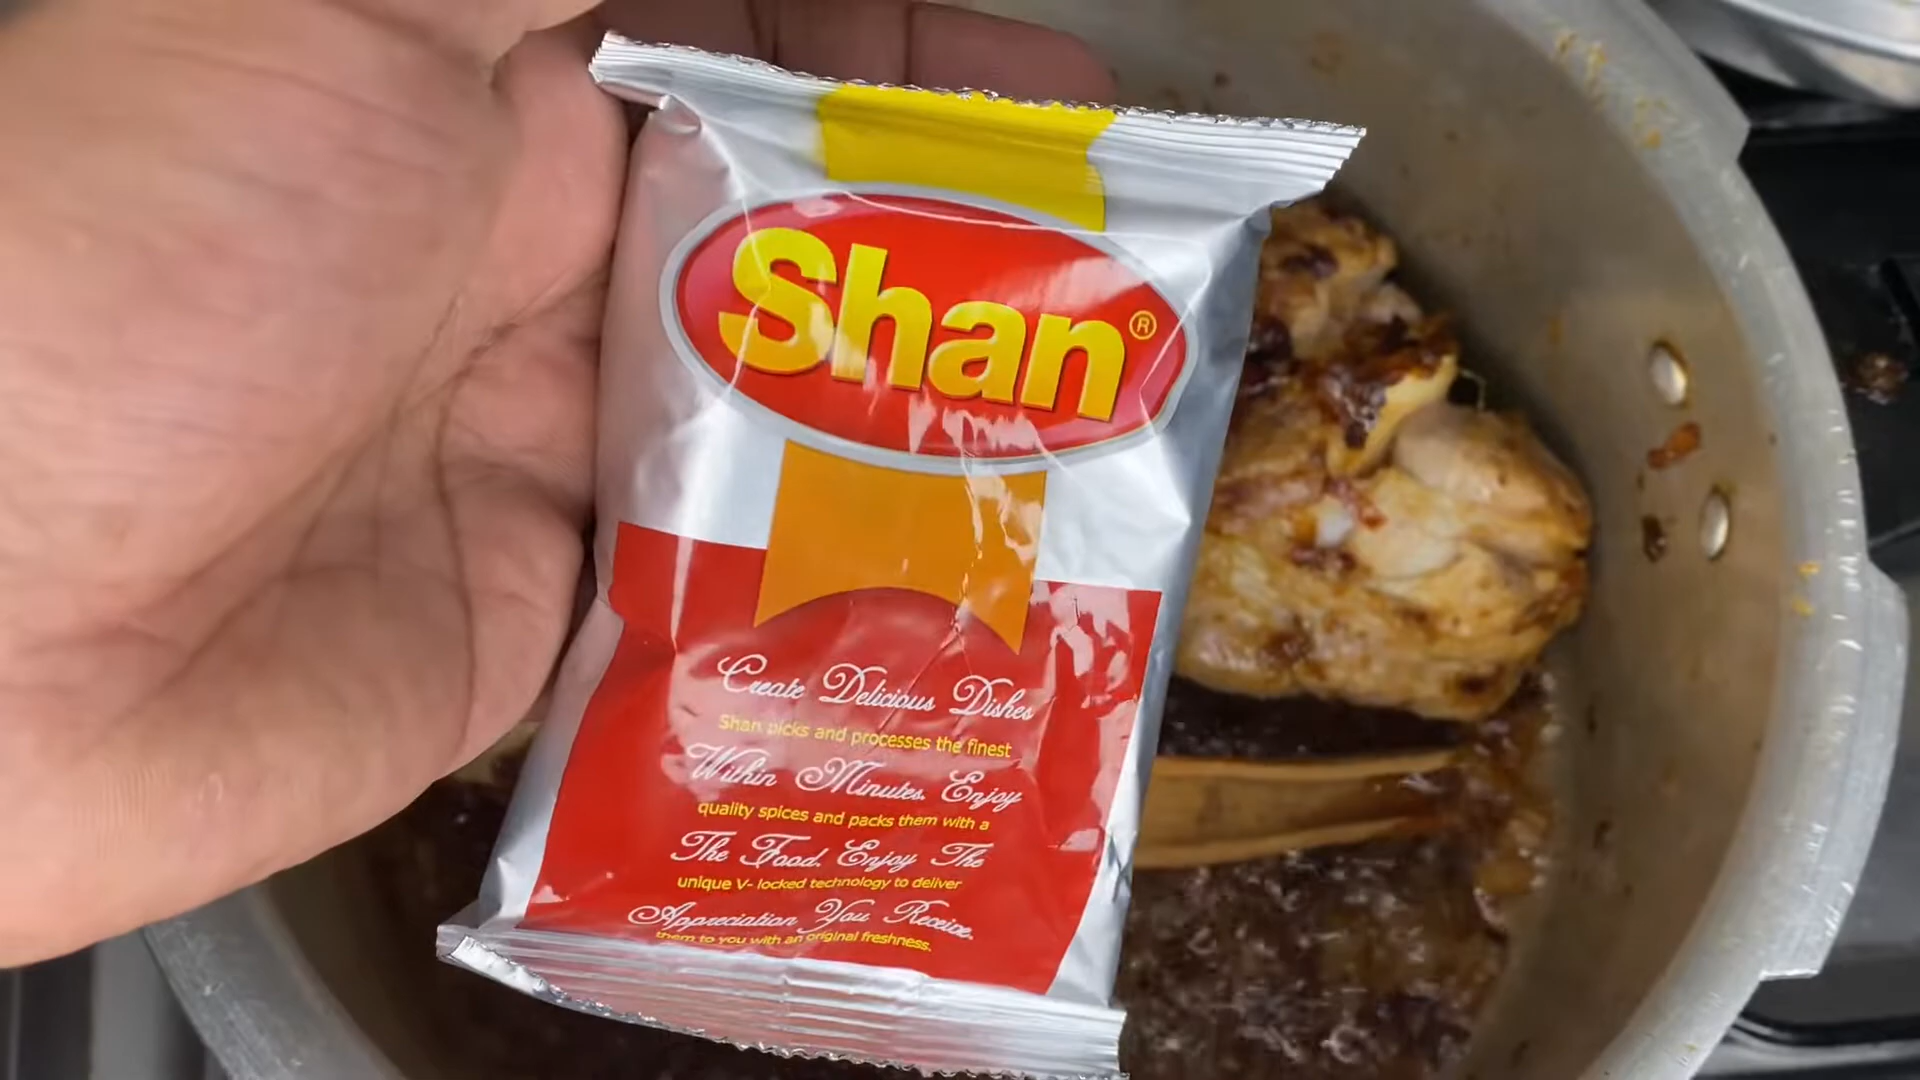 Shan®
Create Delicious Dishes
Shan picks and processes the finest
Within Minutes. Enjoy
quality spices and packs them with a
The Food. Enjoy The
unique V- locked technology to deliver
Appreciation You Receive.
them to you with an original freshness.